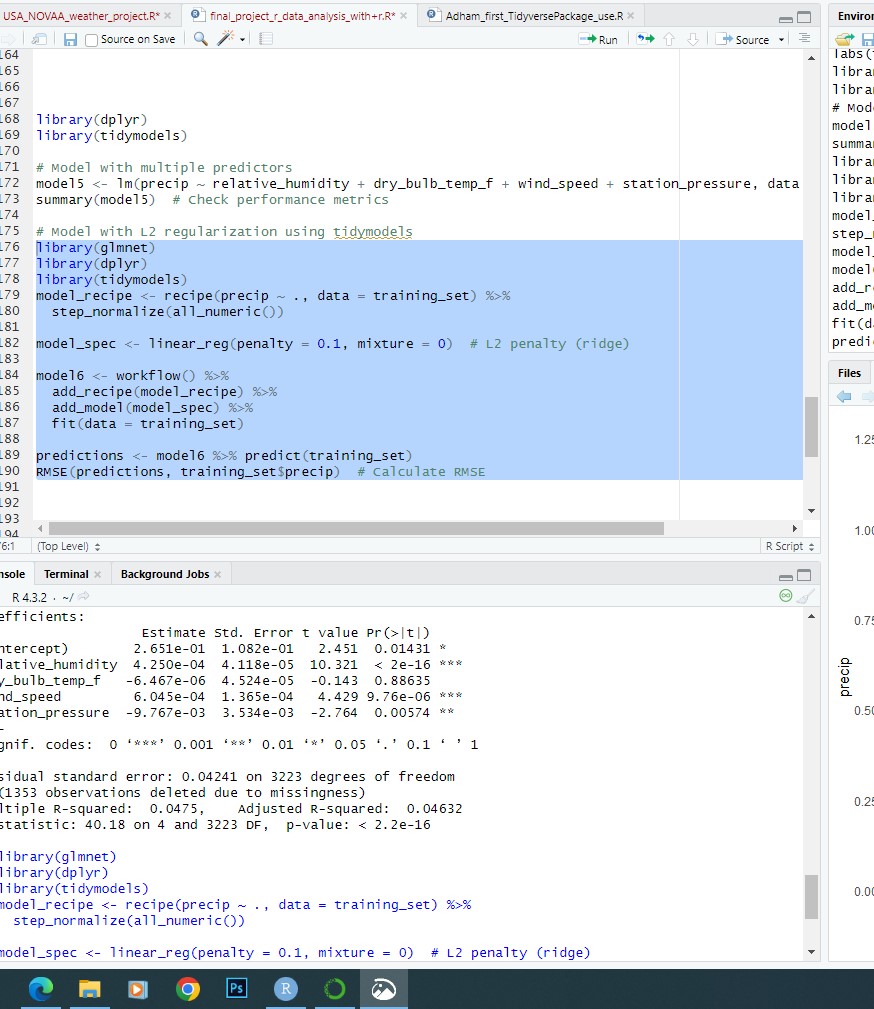 USA_NOVAA_weather_project.R*
final_project_r_data_analysis_with+r.R*
Adham_first_TidyversePackage_use.R
Environ
Source on Save
Run
Source
164
165
166
167
168 library(dplyr)
169 library(tidymodels)
170
171 # Model with multiple predictors
172 model5 <- lm(precip ~ relative_humidity + dry_bulb_temp_f + wind_speed + station_pressure, data
173 summary(model5)  # Check performance metrics
174
175 # Model with L2 regularization using tidymodels
176 library(glmnet)
177 library(dplyr)
178 library(tidymodels)
179 model_recipe <- recipe(precip ~ ., data = training_set) %>%
180   step_normalize(all_numeric())
181
182 model_spec <- linear_reg(penalty = 0.1, mixture = 0)  # L2 penalty (ridge)
183
184 model6 <- workflow() %>%
185   add_recipe(model_recipe) %>%
186   add_model(model_spec) %>%
187   fit(data = training_set)
188
189 predictions <- model6 %>% predict(training_set)
190 RMSE(predictions, training_set$precip)  # Calculate RMSE
191
192
193
194
6:1
(Top Level)
R Script
labs(
libra
libra
# Mod
model
summa
libra
libra
libra
model_
step_
model_
model
add_r
add_m
fit(d
predi
Files
nsole
Terminal
Background Jobs
R 4.3.2 · ~/
efficients:
Estimate Std. Error t value Pr(>|t|)
ntercept) 2.651e-01 1.082e-01 2.451 0.01431 *
lative_humidity 4.250e-04 4.118e-05 10.321 < 2e-16 ***
y_bulb_temp_f -6.467e-06 4.524e-05 -0.143 0.88635
nd_speed 6.045e-04 1.365e-04 4.429 9.76e-06 ***
ation_pressure -9.767e-03 3.534e-03 -2.764 0.00574 **
-
gnif. codes:  0 ‘***’ 0.001 ‘**’ 0.01 ‘*’ 0.05 ‘.’ 0.1 ‘ ’ 1
sidual standard error: 0.04241 on 3223 degrees of freedom
(1353 observations deleted due to missingness)
ltiple R-squared:  0.0475,	Adjusted R-squared:  0.04632
statistic: 40.18 on 4 and 3223 DF,  p-value: < 2.2e-16
library(glmnet)
library(dplyr)
library(tidymodels)
model_recipe <- recipe(precip ~ ., data = training_set) %>%
step_normalize(all_numeric())
model_spec <- linear_reg(penalty = 0.1, mixture = 0)  # L2 penalty (ridge)
1.25
1.00
0.75
precip
0.50
0.25
0.00
Ps
R